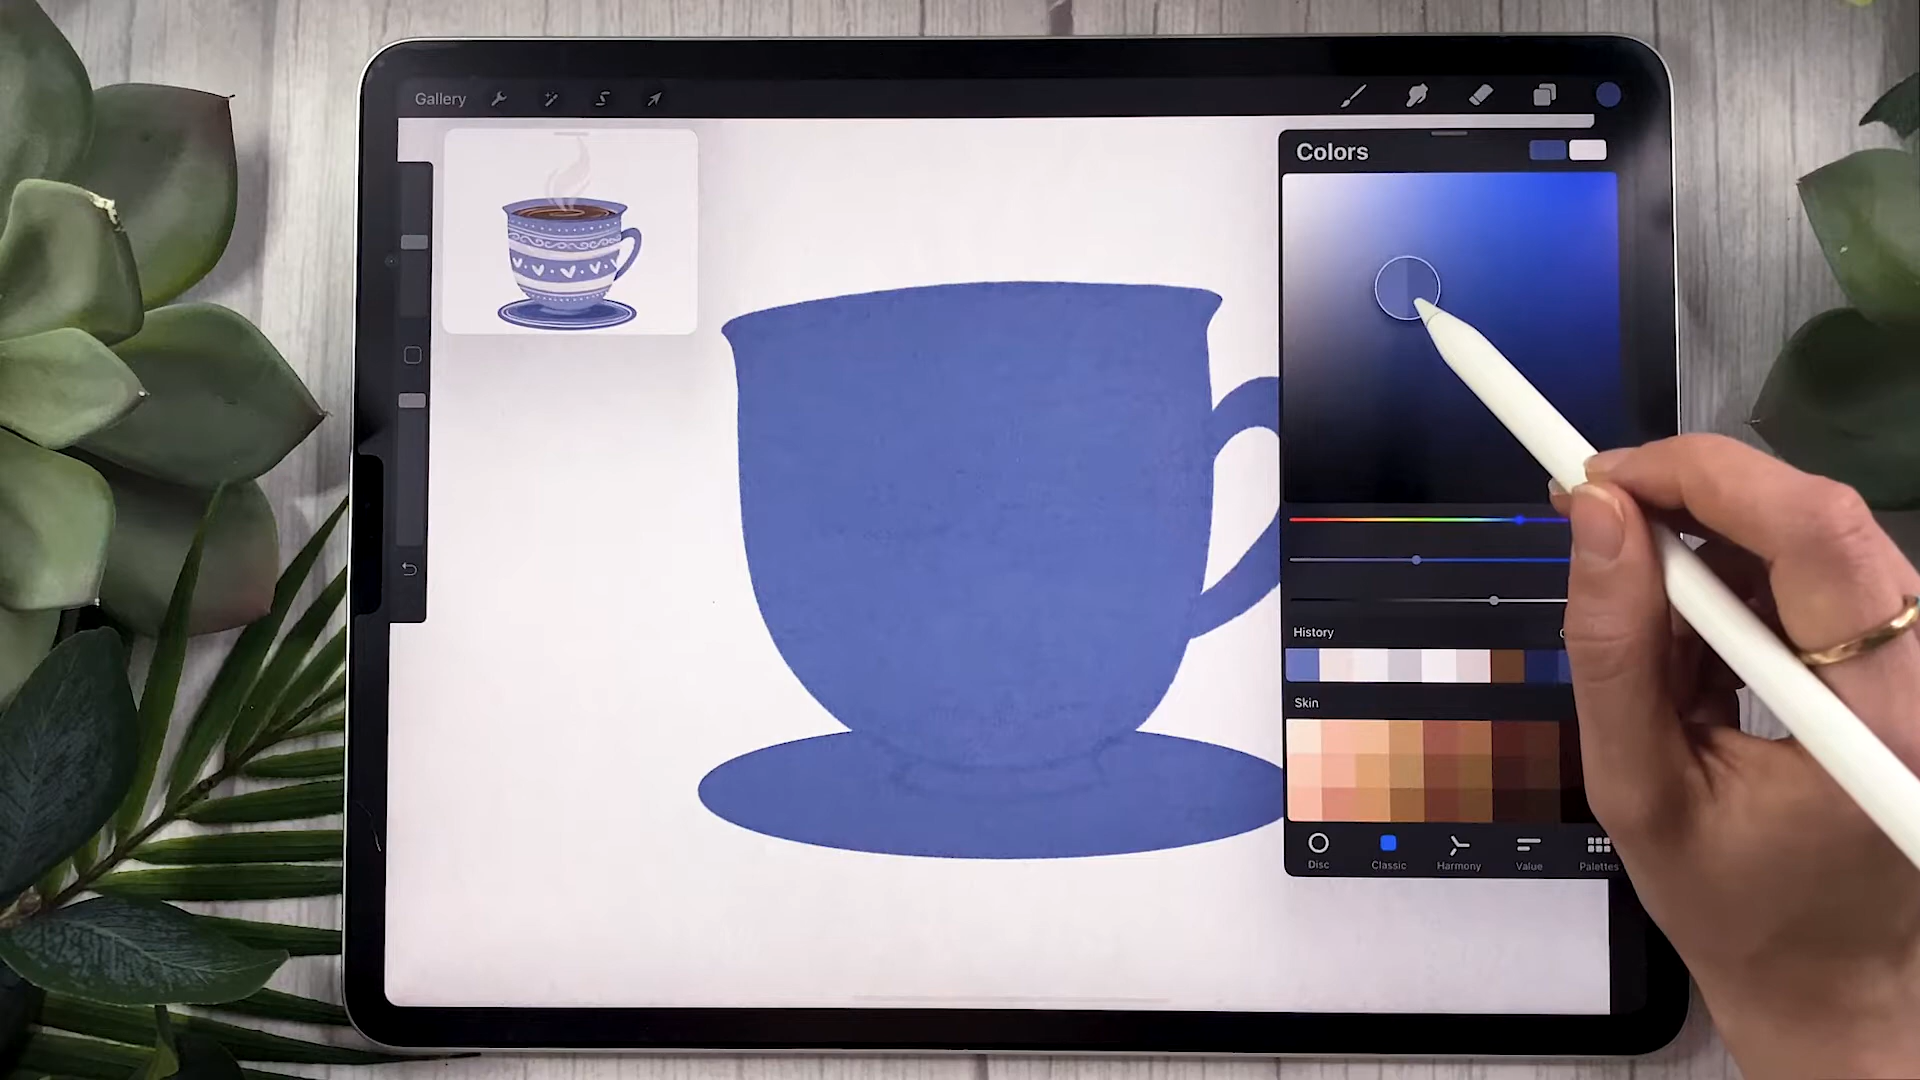 Gallery
Colors
History
Skin
Disc
Classic
Harmony
Value
Palettes